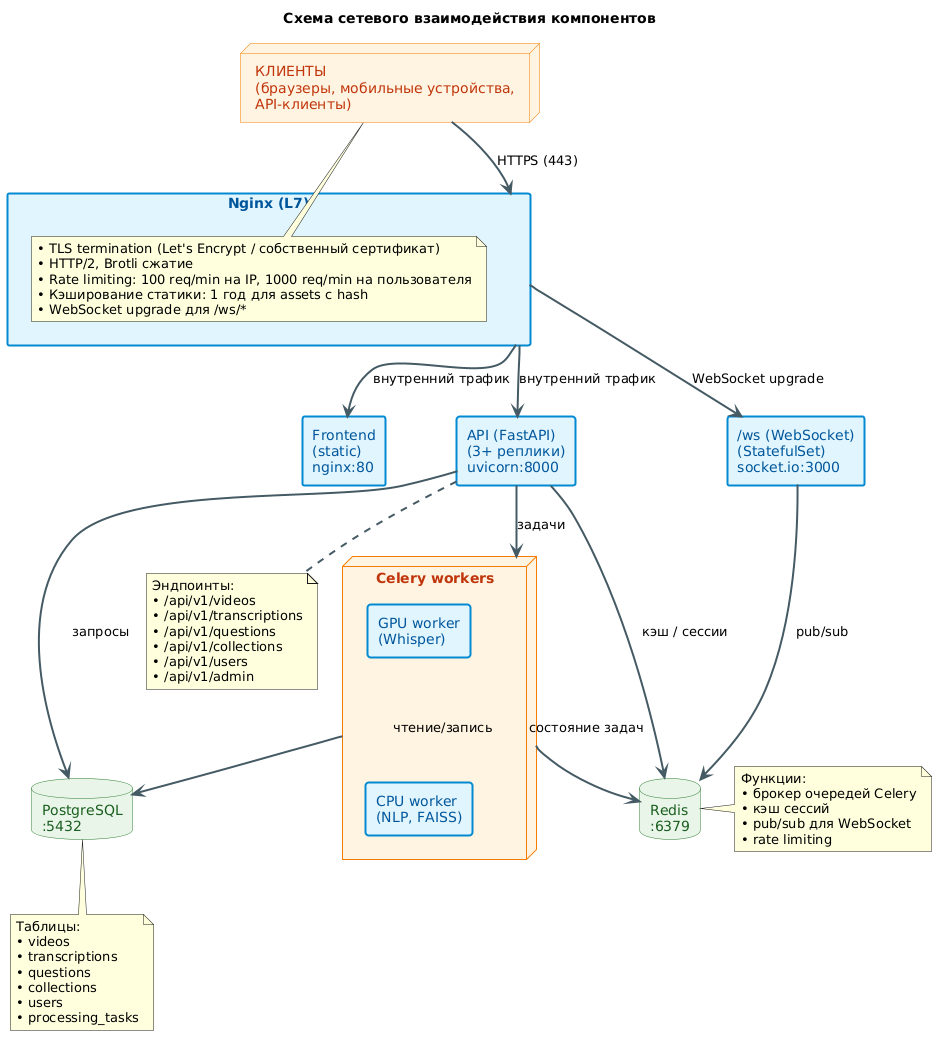 Схема сетевого взаимодействия компонентов
КЛИЕНТЫ
(браузеры, мобильные устройства,
API-клиенты)
HTTPS (443)
Nginx (L7)
• TLS termination (Let's Encrypt / собственный сертификат)
• HTTP/2, Brotli сжатие
• Rate limiting: 100 req/min на IP, 1000 req/min на пользователя
• Кэширование статики: 1 год для assets с hash
• WebSocket upgrade для /ws/*
внутренний трафик
внутренний трафик
WebSocket upgrade
Frontend
(static)
nginx:80
API (FastAPI)
(3+ реплики)
uvicorn:8000
/ws (WebSocket)
(StatefulSet)
socket.io:3000
задачи
Эндпоинты:
• /api/v1/videos
• /api/v1/transcriptions
• /api/v1/questions
• /api/v1/collections
• /api/v1/users
• /api/v1/admin
Celery workers
GPU worker
(Whisper)
запросы
кэш / сессии
pub/sub
чтение/запись
состояние задач
CPU worker
(NLP, FAISS)
PostgreSQL
:5432
Redis
:6379
Функции:
• брокер очередей Celery
• кэш сессий
• pub/sub для WebSocket
• rate limiting
Таблицы:
• videos
• transcriptions
• questions
• collections
• users
• processing_tasks